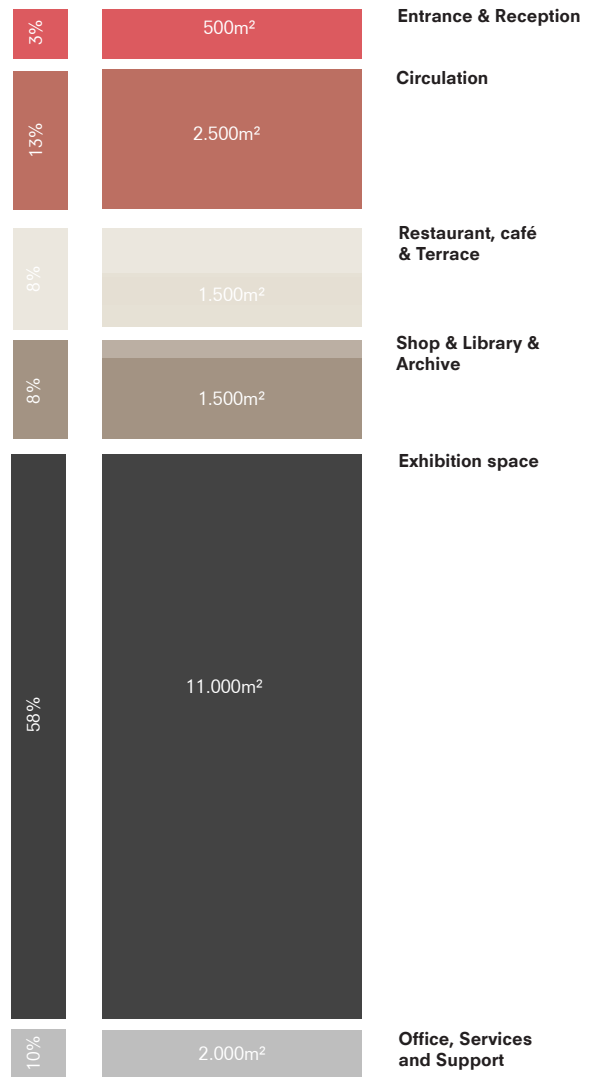 3%
500m²
Entrance & Reception
13%
2.500m²
Circulation
8%
1.500m²
Restaurant, café
& Terrace
8%
1.500m²
Shop & Library &
Archive
58%
11.000m²
Exhibition space
10%
2.000m²
Office, Services
and Support